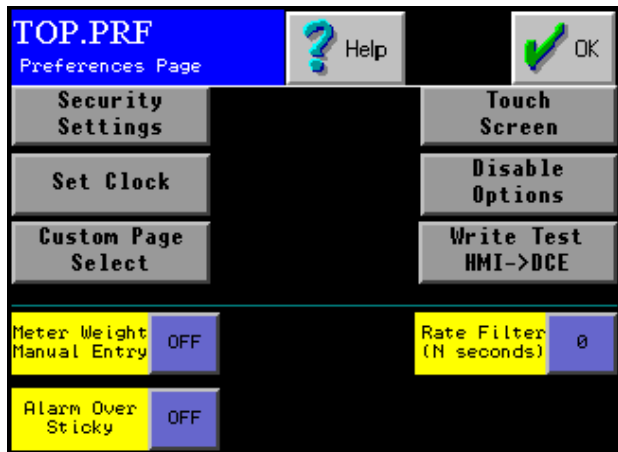 TOP.PRF
Preferences Page
Help
OK
Security
Settings
Touch
Screen
Set Clock
Disable
Options
Custom Page
Select
Write Test
HMI->DCE
Meter Weight
Manual Entry
OFF
Rate Filter
(N seconds)
0
Alarm Over
Sticky
OFF